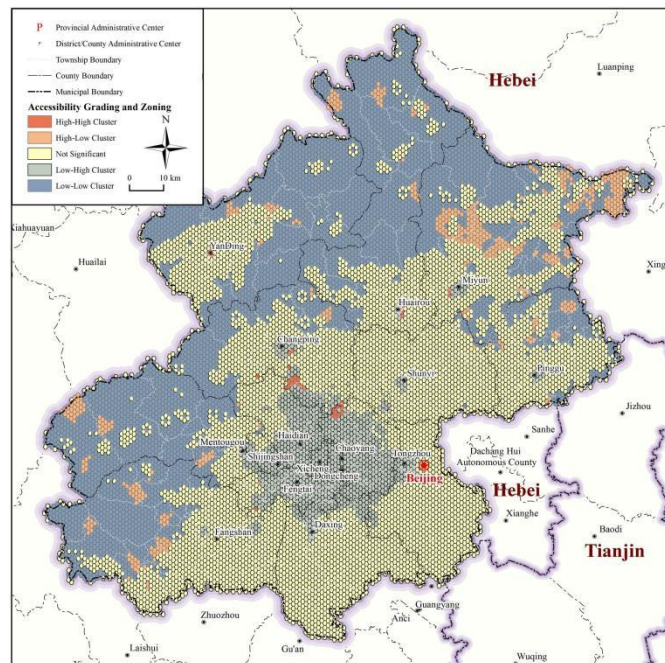 P Provincial Administrative Center
District/County Administrative Center
Township Boundary
County Boundary
Municipal Boundary
Accessibility Grading and Zoning
High-High Cluster
High-Low Cluster
Not Significant
Low-High Cluster
Low-Low Cluster
N
0 10 km
Hebei
Luanping
Xiahuayuan
Huailai
YanDing
Xing
Miyun
Huairou
Changping
Shunyi
Pinggu
Jizhou
Sanhe
Mentougou
Haidian
Shijingshan
Chaoyang
Xicheng
Dongcheng
Fengtai
Tongzhou
Beijing
Dachang Hui
Autonomous County
Hebei
Xianghe
Fangshan
Daxing
Baodi
Tianjin
Zhuozhou
Guangyang
Anci
Laishui
Gu'an
Wuqing